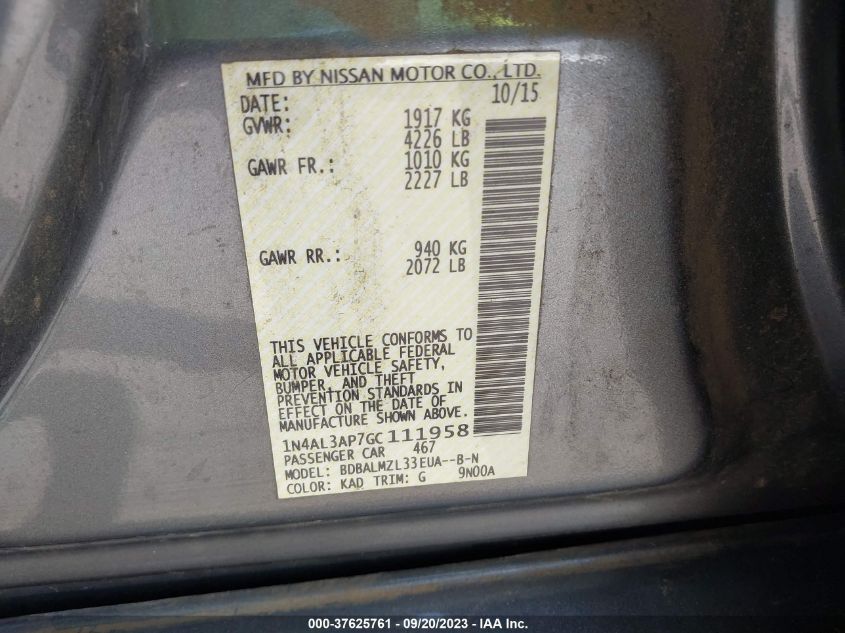 MFD BY NISSAN MOTOR CO.,LTD.
DATE: 10/15
GVWR: 1917 KG
4226 LB
GAWR FR.: 1010 KG
2227 LB
GAWR RR.: 940 KG
2072 LB
THIS VEHICLE CONFORMS TO
ALL APPLICABLE FEDERAL
MOTOR VEHICLE SAFETY,
BUMPER, AND THEFT
PREVENTION STANDARDS IN
EFFECT ON THE DATE OF
MANUFACTURE SHOWN ABOVE.
1N4AL3AP7GC111958
PASSENGER CAR 467
MODEL: BDBALMZL33EUA--B-N
COLOR: KAD TRIM: G 9N00A
000-37625761 - 09/20/2023 - IAA Inc.